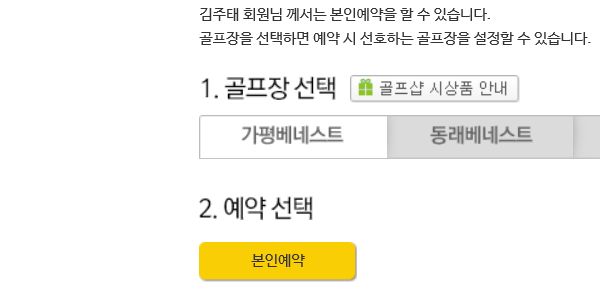 김주태 회원님 께서는 본인예약을 할 수 있습니다.
골프장을 선택하면 예약 시 선호하는 골프장을 설정할 수 있습니다.
1. 골프장 선택 골프샵 시상품 안내
가평베네스트 동래베네스트
2. 예약 선택
본인예약